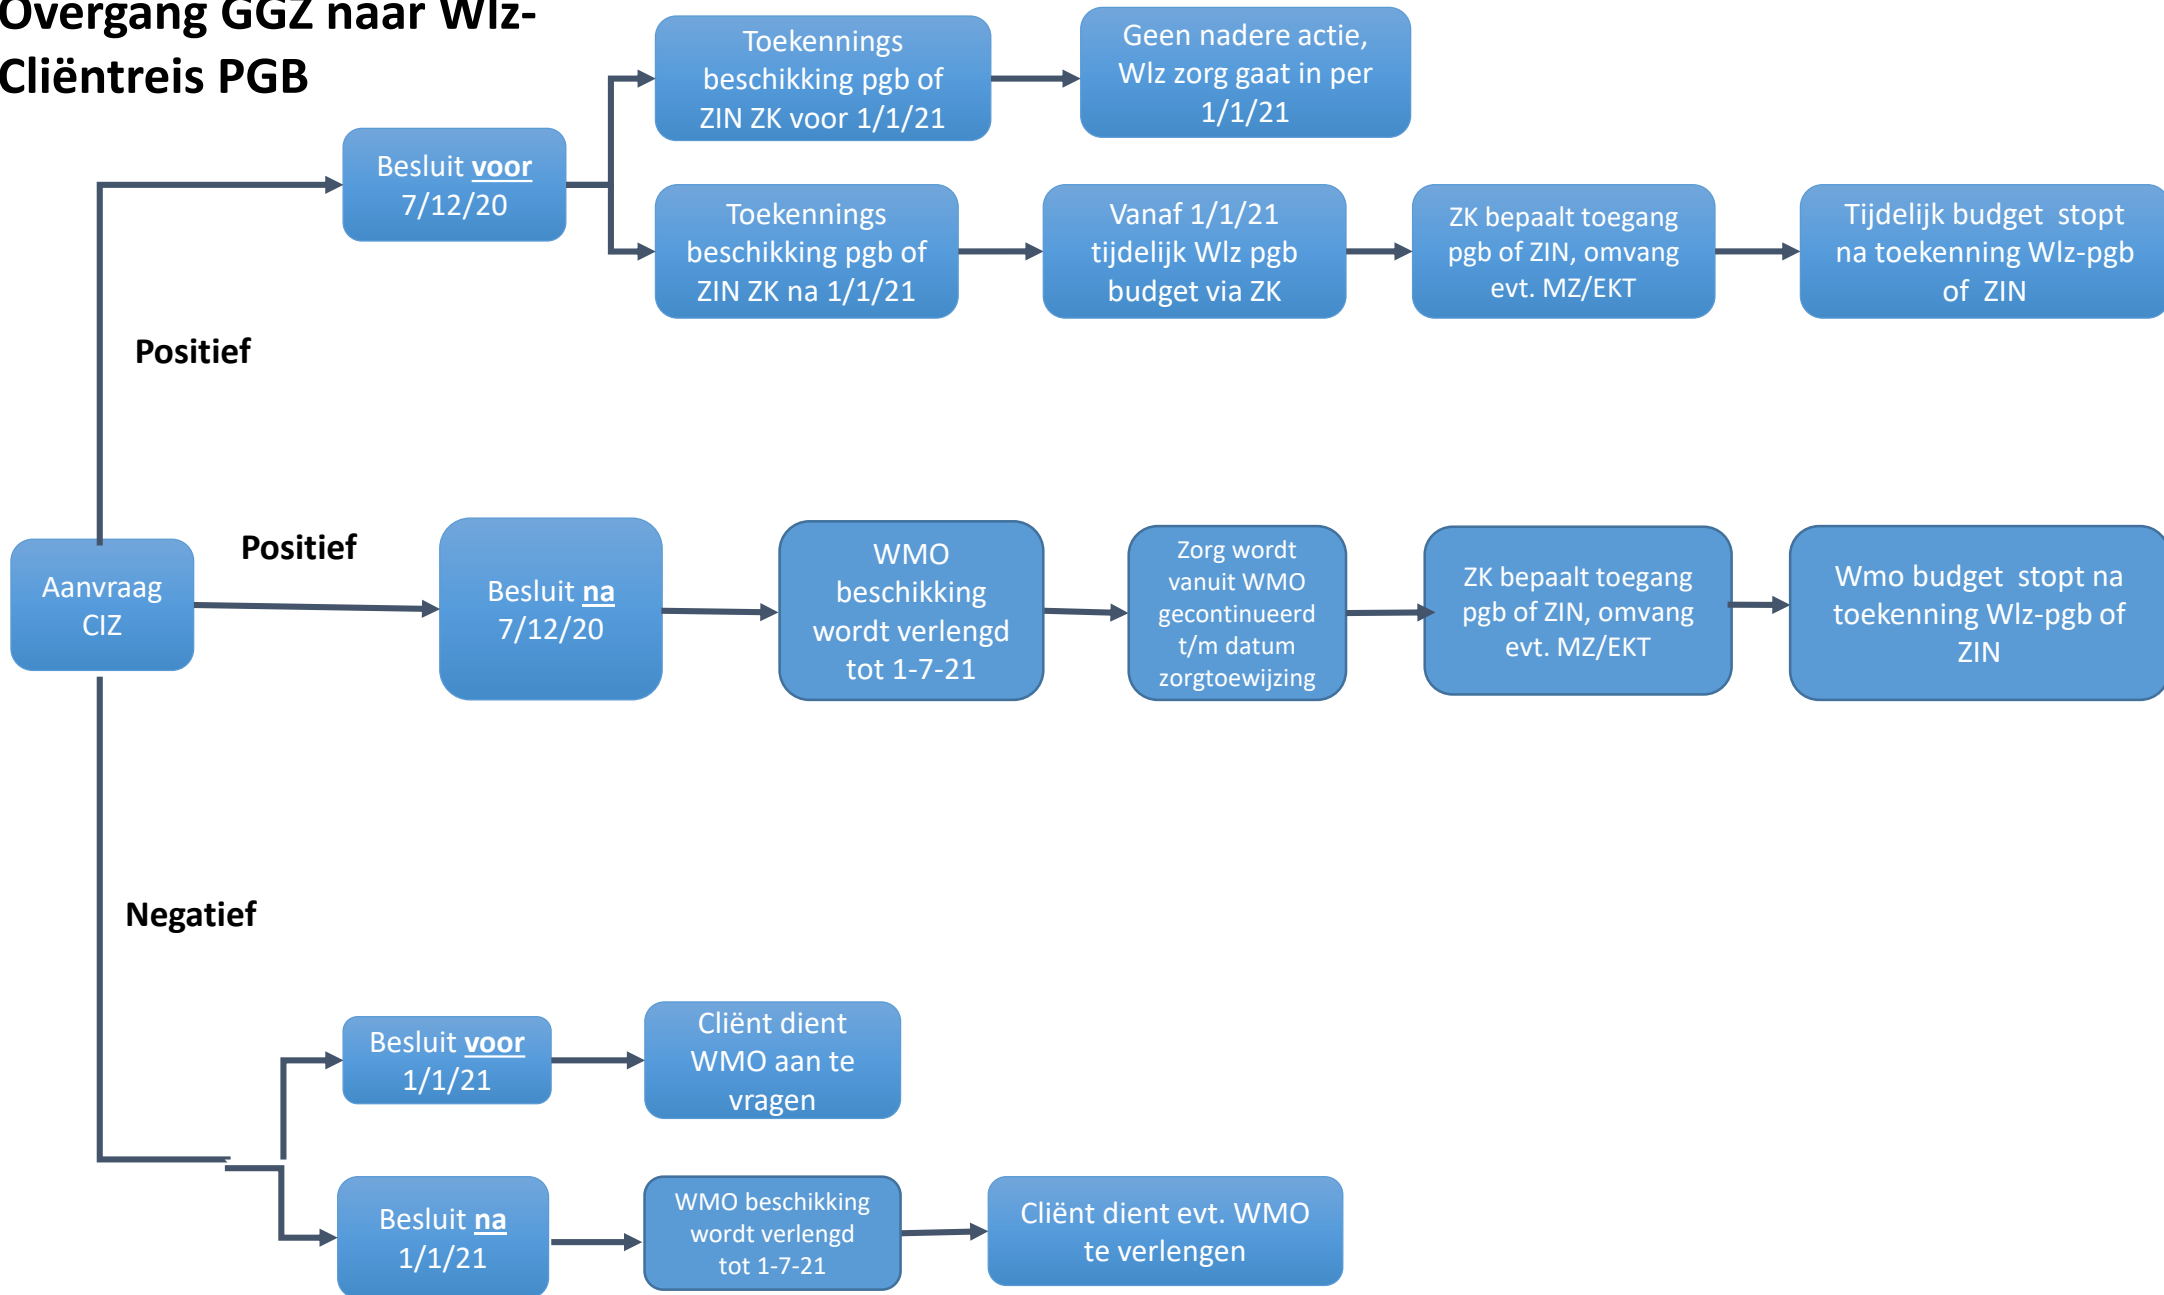 Overgang GGZ naar Wlz-
Cliëntreis PGB
Toekennings
beschikking pgb of
ZIN ZK voor 1/1/21
Geen nadere actie,
Wlz zorg gaat in per
1/1/21
Besluit voor
7/12/20
Toekennings
beschikking pgb of
ZIN ZK na 1/1/21
Vanaf 1/1/21
tijdelijk Wlz pgb
budget via ZK
ZK bepaalt toegang
pgb of ZIN, omvang
evt. MZ/EKT
Tijdelijk budget stopt
na toekenning Wlz-pgb
of ZIN
Positief
Positief
Aanvraag
CIZ
Besluit na
7/12/20
WMO
beschikking
wordt verlengd
tot 1-7-21
Zorg wordt
vanuit WMO
gecontinueerd
t/m datum
zorgtoewijzing
ZK bepaalt toegang
pgb of ZIN, omvang
evt. MZ/EKT
Wmo budget stopt na
toekenning Wlz-pgb of
ZIN
Negatief
Besluit voor
1/1/21
Cliënt dient
WMO aan te
vragen
Besluit na
1/1/21
WMO beschikking
wordt verlengd
tot 1-7-21
Cliënt dient evt. WMO
te verlengen